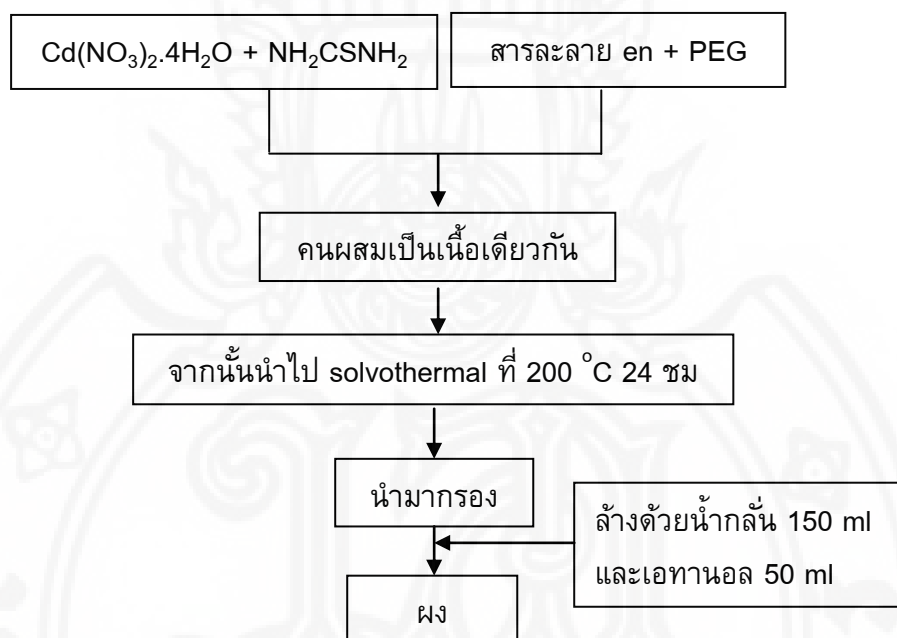 Cd(NO₃)₂.4H₂O + NH₂CSNH₂
สารละลาย en + PEG
คนผสมเป็นเนื้อเดียวกัน
จากนั้นนำไป solvothermal ที่ 200 °C 24 ชม
นำมากรอง
ล้างด้วยน้ำกลั่น 150 ml
และเอทานอล 50 ml
ผง